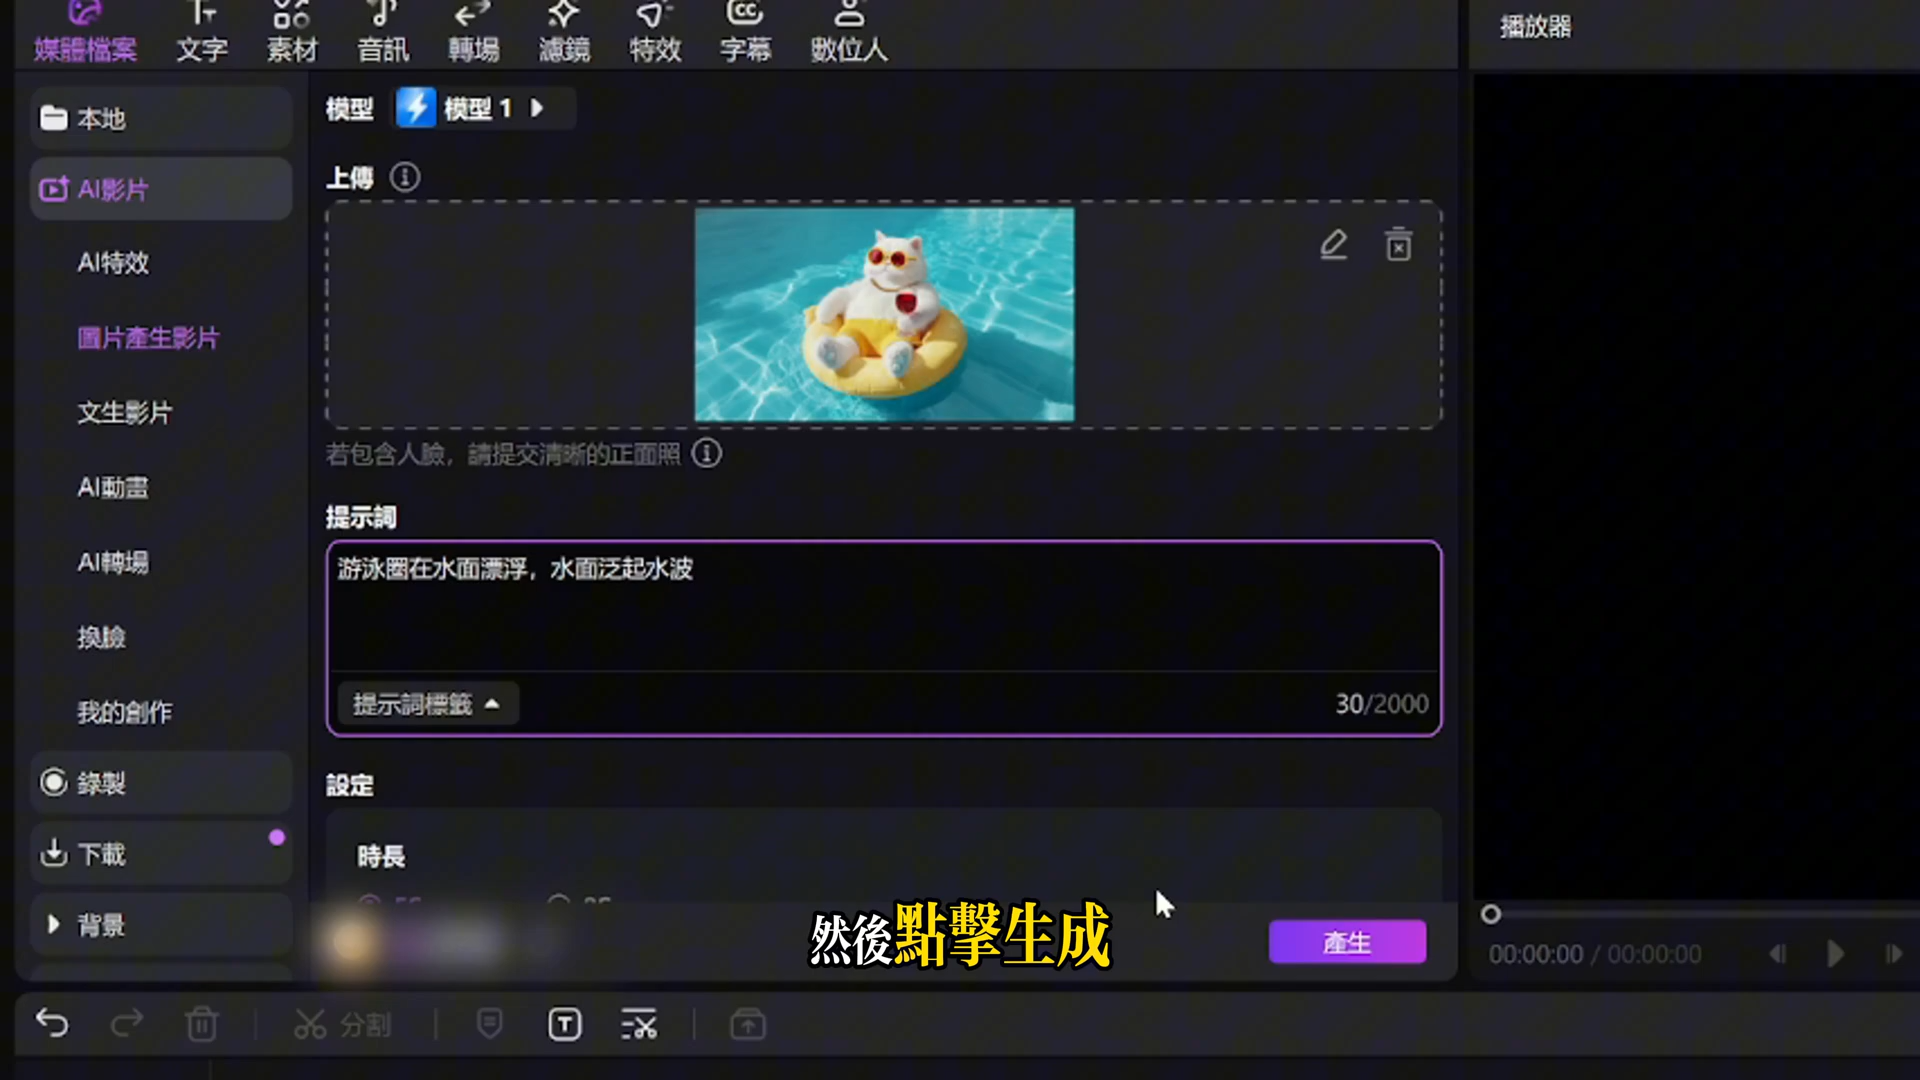 媒體檔案 文字 素材 音訊 轉場 濾鏡 特效 字幕 數位人
播放器
本地
AI影片
AI特效
圖片產生影片
文生影片
AI動畫
AI轉場
換臉
我的創作
錄製
下載
背景
模型 模型 1
上傳
若包含人臉，請提交清晰的正面照
提示詞
游泳圈在水面漂浮，水面泛起水波
提示詞標籤 30/2000
設定
時長
然後點擊生成
產生
00:00:00 / 00:00:00
分割